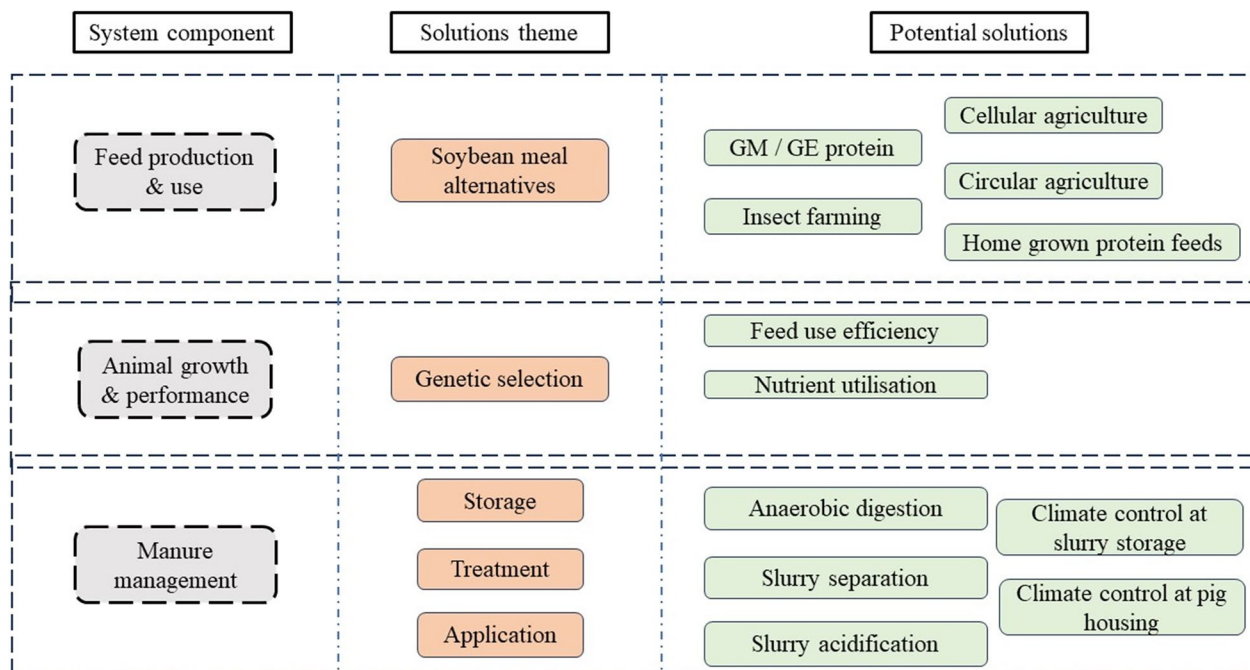 System component
Solutions theme
Potential solutions
Feed production
& use
Soybean meal
alternatives
GM / GE protein
Insect farming
Cellular agriculture
Circular agriculture
Home grown protein feeds
Animal growth
& performance
Genetic selection
Feed use efficiency
Nutrient utilisation
Manure
management
Storage
Treatment
Application
Anaerobic digestion
Slurry separation
Slurry acidification
Climate control at
slurry storage
Climate control at pig
housing